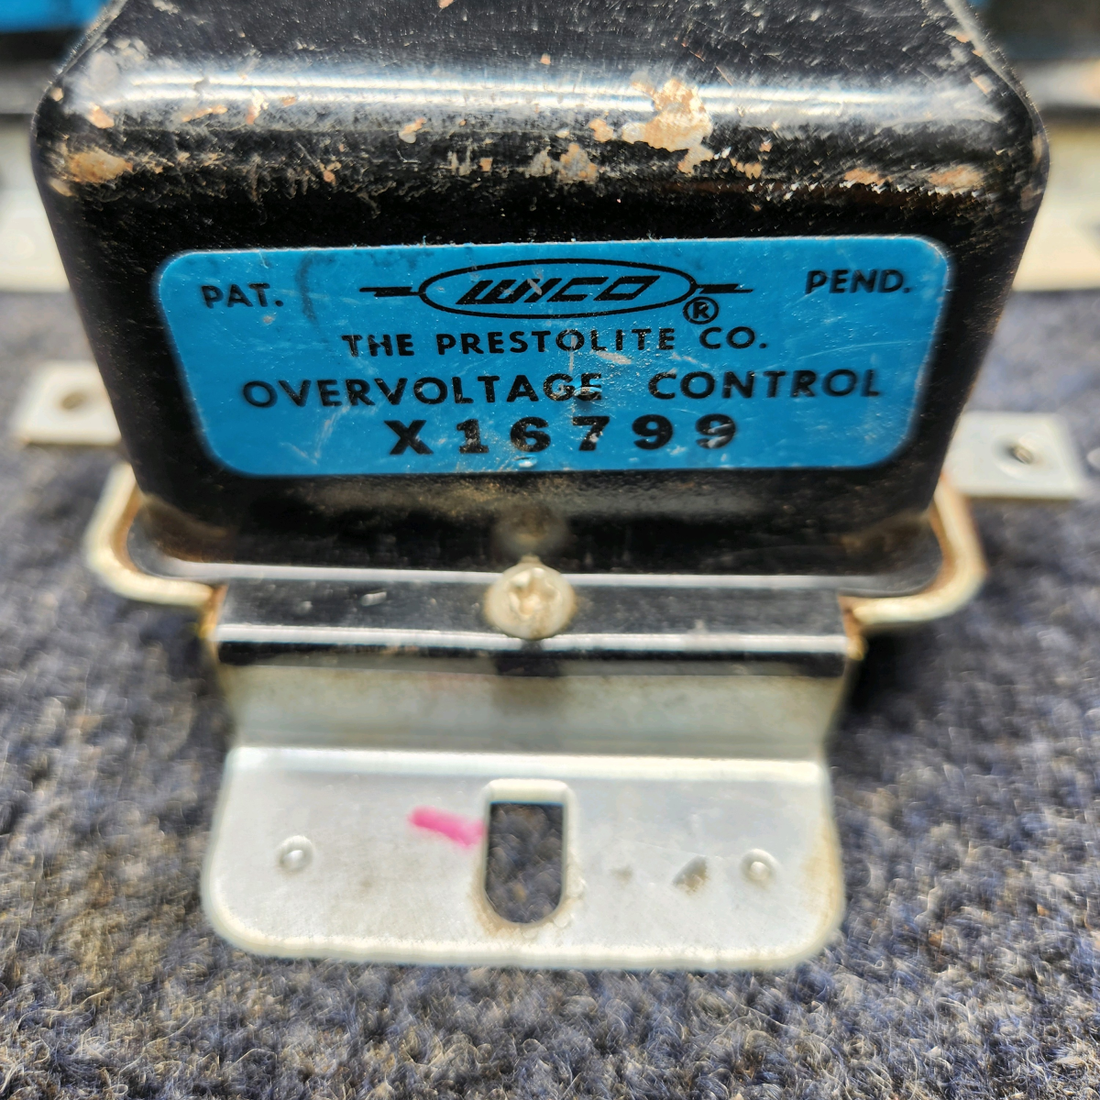 PAT. WICO ® PEND.
THE PRESTOLITE CO.
OVERVOLTAGE CONTROL
X16799